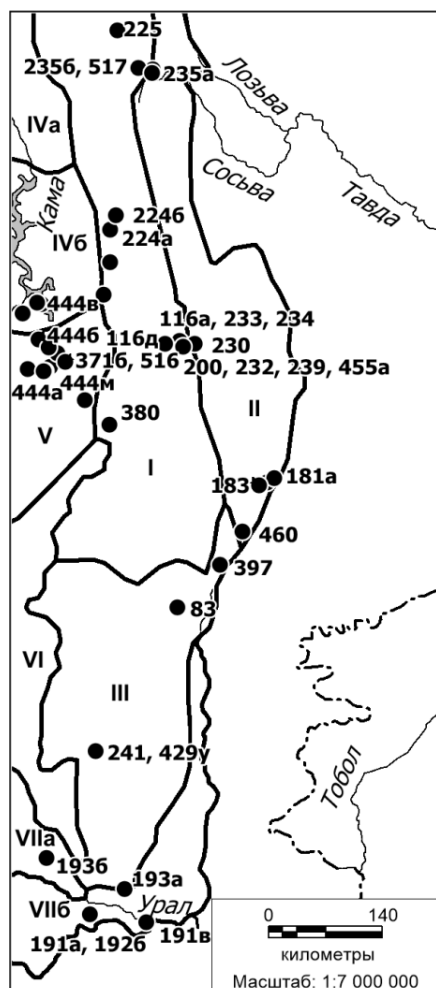 225
235б, 517
235а
Лозьва
IVа
Сосьва
Тавда
Кама
224б
IVб
224а
444в
116а, 233, 234
444б
116д
230
371б, 516
200, 232, 239, 455а
444а
444м
380
V
II
I
183
181а
460
397
83
VI
III
241, 429у
Тобол
VIIа
193б
193а
VIIб
Урал
191а, 192б
191в
0
140
километры
Масштаб: 1:7 000 000